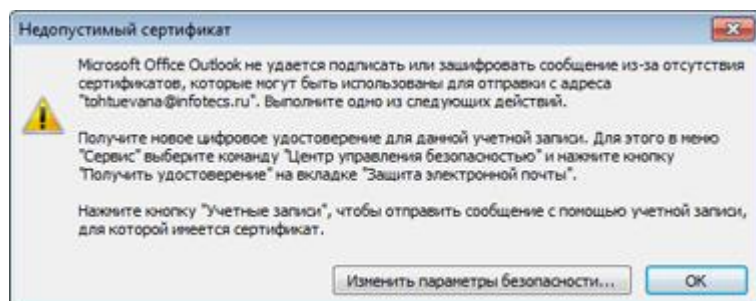 Недопустимый сертификат
Microsoft Office Outlook не удается подписать или зашифровать сообщение из-за отсутствия
сертификатов, которые могут быть использованы для отправки с адреса
"tohtuevana@infotecs.ru". Выполните одно из следующих действий.
Получите новое цифровое удостоверение для данной учетной записи. Для этого в меню
"Сервис" выберите команду "Центр управления безопасностью" и нажмите кнопку
"Получить удостоверение" на вкладке "Защита электронной почты".
Нажмите кнопку "Учетные записи", чтобы отправить сообщение с помощью учетной записи,
для которой имеется сертификат.
Изменить параметры безопасности... OK